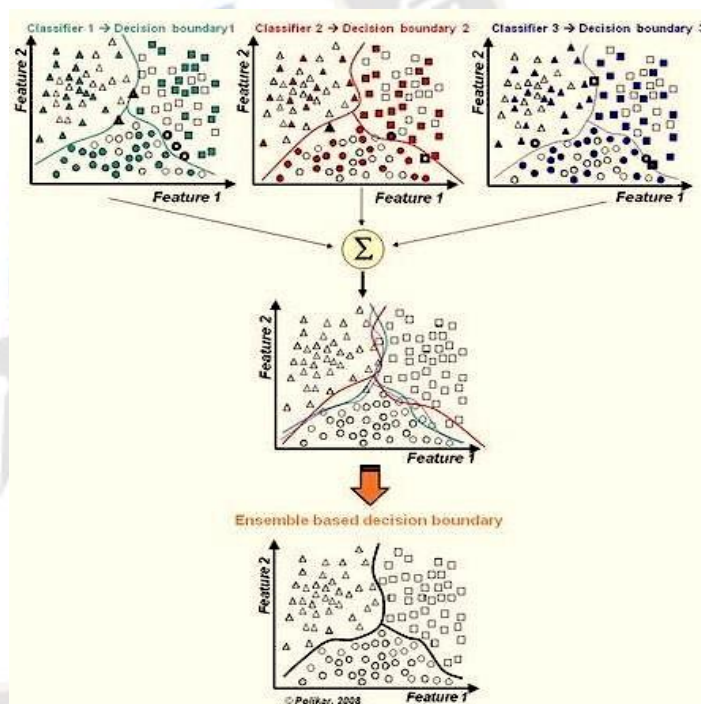 Classifier 1 → Decision boundary1
Classifier 2 → Decision boundary 2
Classifier 3 → Decision boundary 3
Feature 2
Feature 1
Feature 2
Feature 1
Feature 2
Feature 1
Σ
Feature 2
Feature 1
Ensemble based decision boundary
Feature 2
Feature 1
© Polikar, 2008